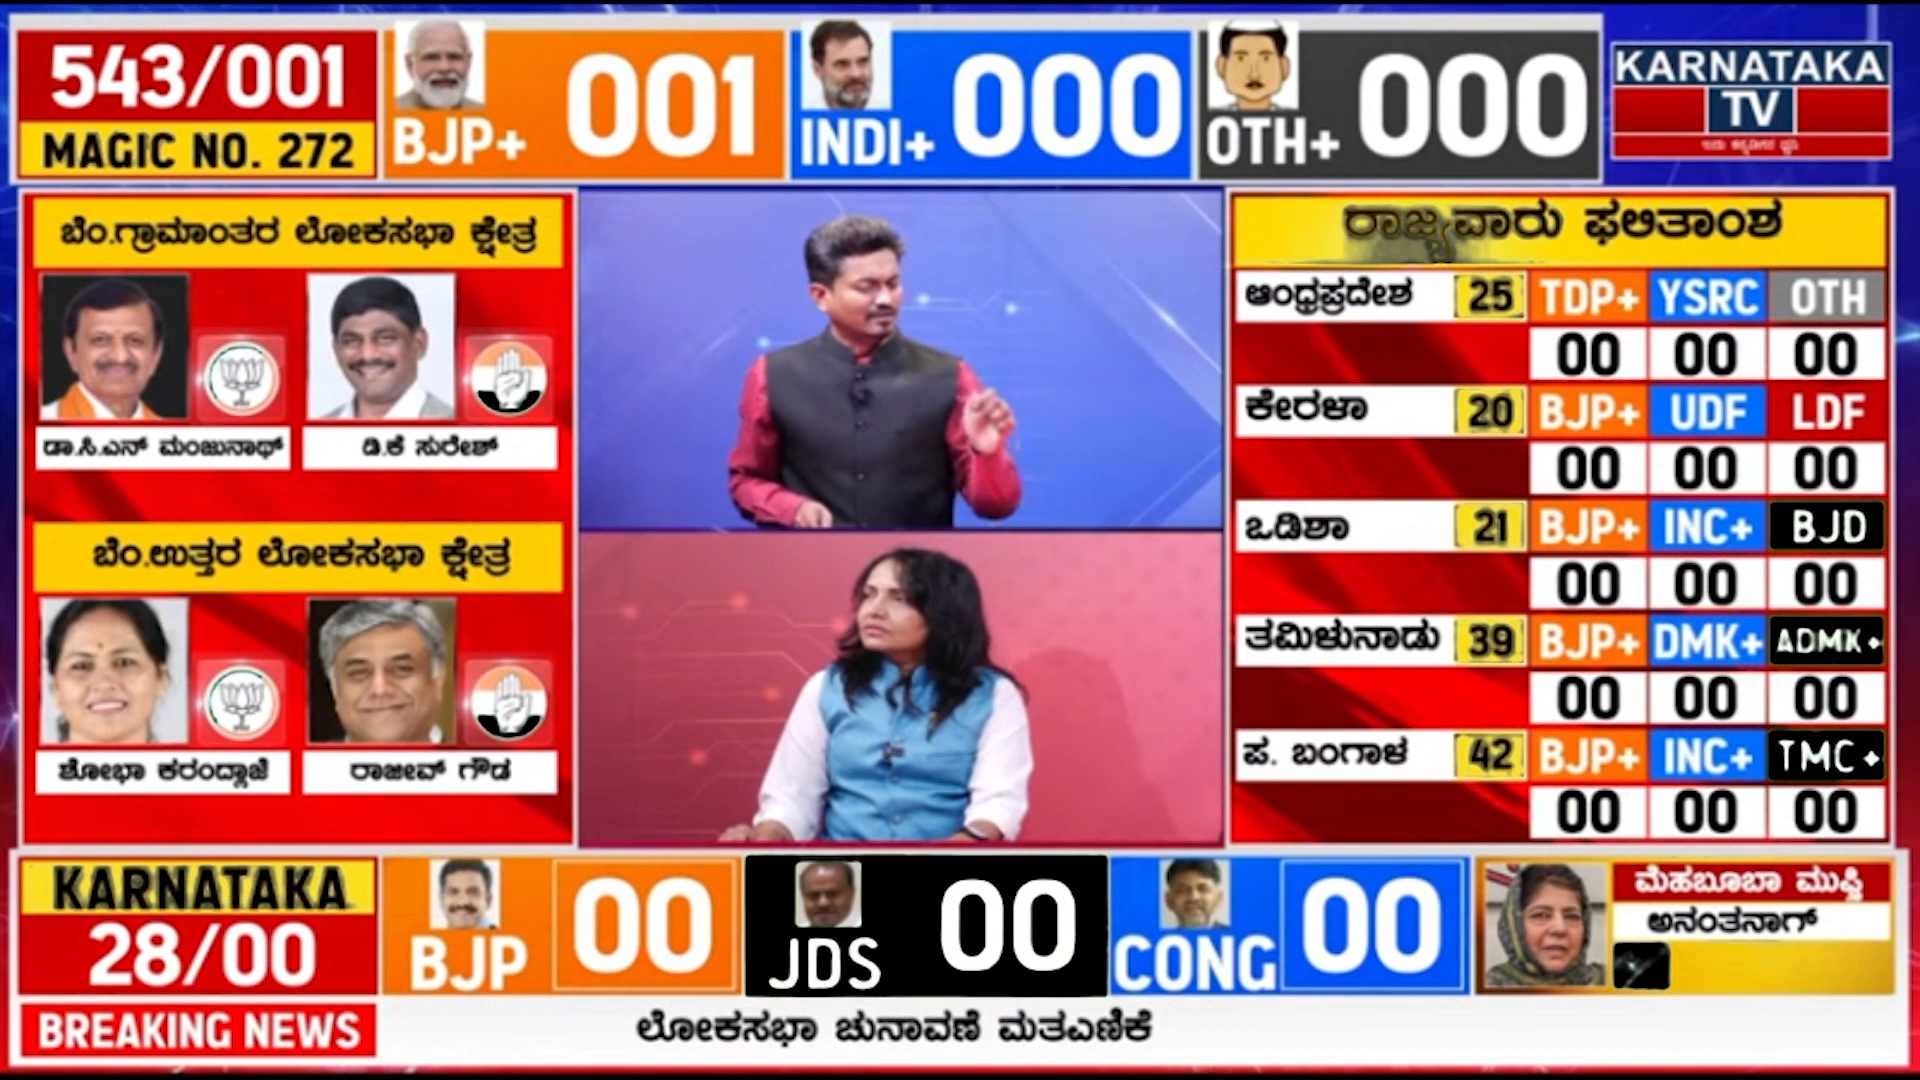 543/001
MAGIC NO. 272
BJP+ 001
INDI+ 000
OTH+ 000
KARNATAKA
TV
ಬೆಂ.ಗ್ರಾಮಾಂತರ ಲೋಕಸಭಾ ಕ್ಷೇತ್ರ
ಡಾ.ಸಿ.ಎನ್ ಮಂಜುನಾಥ್
ಡಿ.ಕೆ ಸುರೇಶ್
ಬೆಂ.ಉತ್ತರ ಲೋಕಸಭಾ ಕ್ಷೇತ್ರ
ಶೋಭಾ ಕರಂದ್ಲಾಜೆ
ರಾಜೀವ್ ಗೌಡ
ರಾಜ್ಯವಾರು ಫಲಿತಾಂಶ
ಆಂಧ್ರಪ್ರದೇಶ 25 TDP+ YSRC OTH
00 00 00
ಕೇರಳಾ 20 BJP+ UDF LDF
00 00 00
ಒಡಿಶಾ 21 BJP+ INC+ BJD
00 00 00
ತಮಿಳುನಾಡು 39 BJP+ DMK+ ADMK+
00 00 00
ಪ. ಬಂಗಾಳ 42 BJP+ INC+ TMC+
00 00 00
KARNATAKA
28/00
BJP 00
JDS 00
CONG 00
ಮೆಹಬೂಬಾ ಮುಫ್ತಿ
ಅನಂತನಾಗ್
BREAKING NEWS
ಲೋಕಸಭಾ ಚುನಾವಣೆ ಮತಎಣಿಕೆ